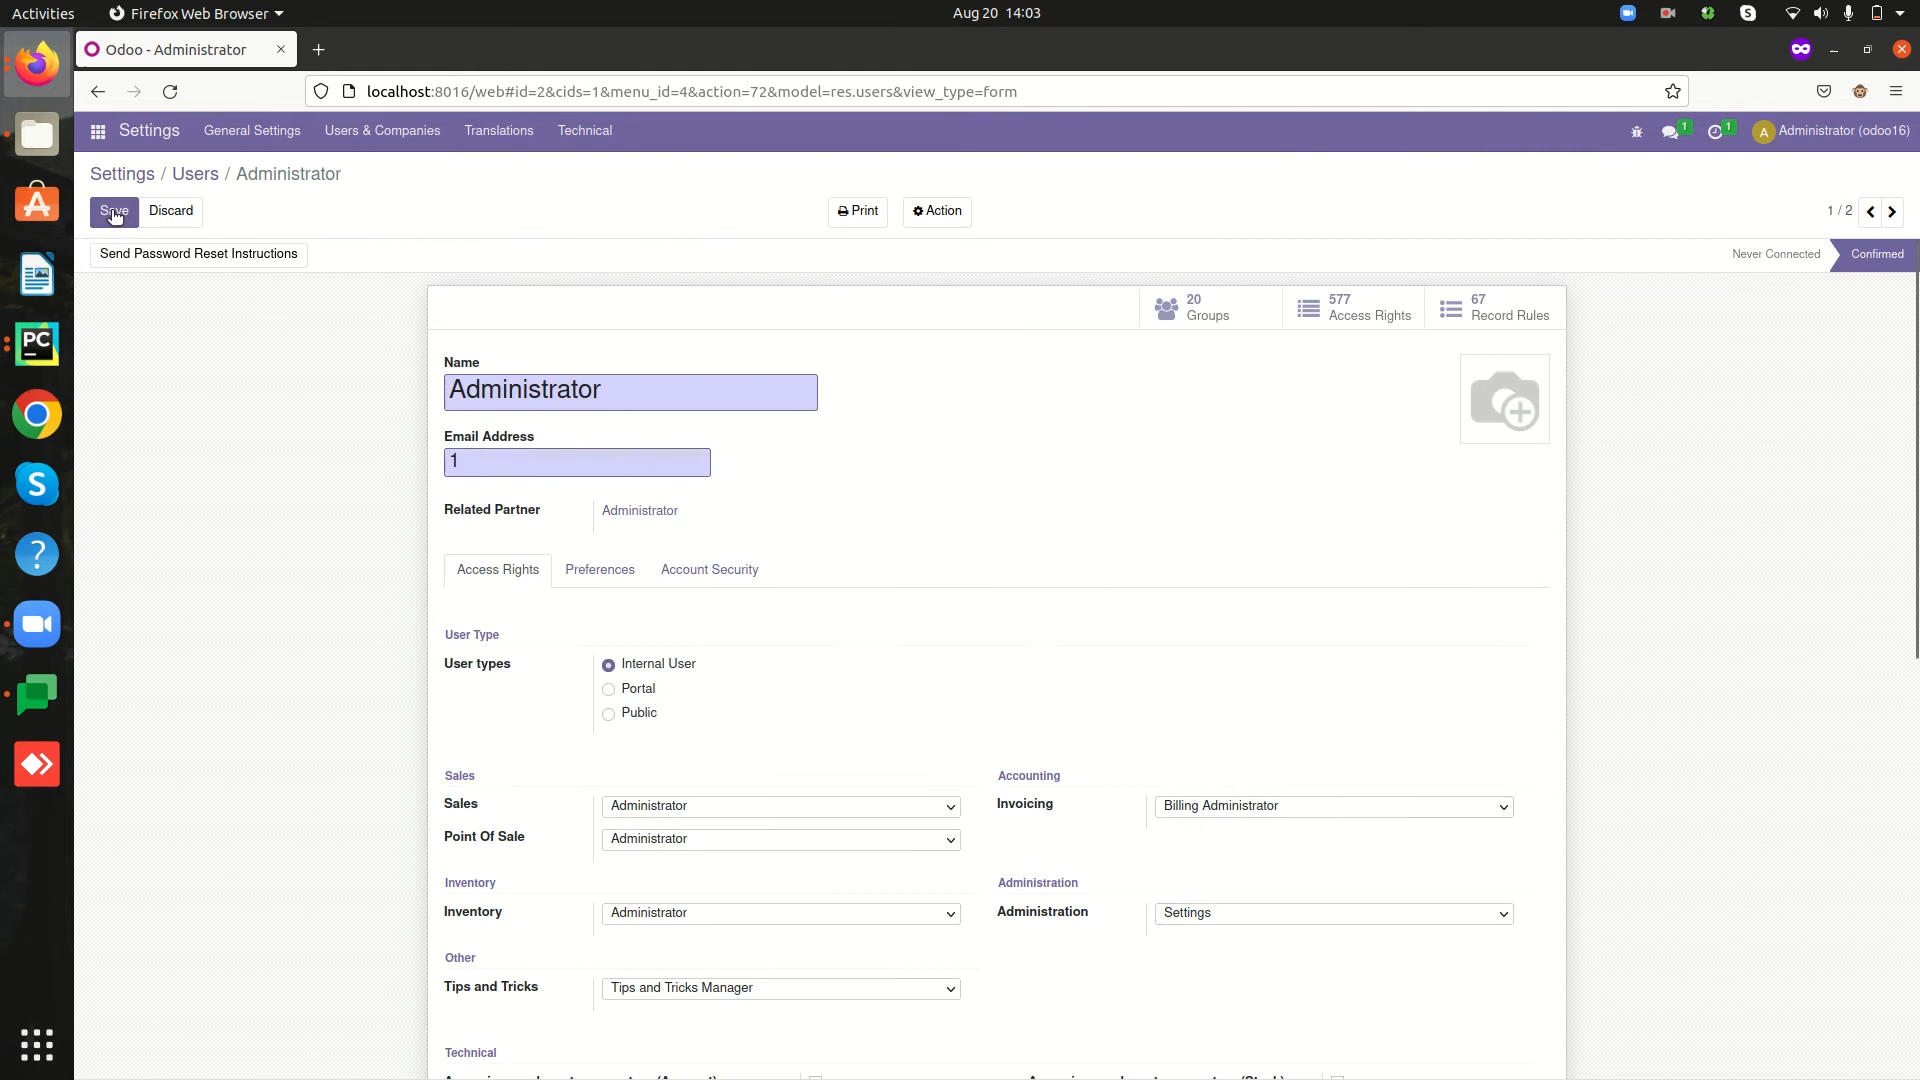 Activities Firefox Web Browser Aug 20 14:03
Odoo - Administrator
localhost:8016/web#id=2&cids=1&menu_id=4&action=72&model=res.users&view_type=form
Settings General Settings Users & Companies Translations Technical 1 1 A Administrator (odoo16)
Settings / Users / Administrator
Save Discard Print Action 1 / 2
Send Password Reset Instructions Never Connected Confirmed
20 577 67
Groups Access Rights Record Rules
Name
Administrator
Email Address
1
Related Partner Administrator
Access Rights Preferences Account Security
User Type
User types Internal User
Portal
Public
Sales Accounting
Sales Administrator Invoicing Billing Administrator
Point Of Sale Administrator
Inventory Administration
Inventory Administrator Administration Settings
Other
Tips and Tricks Tips and Tricks Manager
Technical